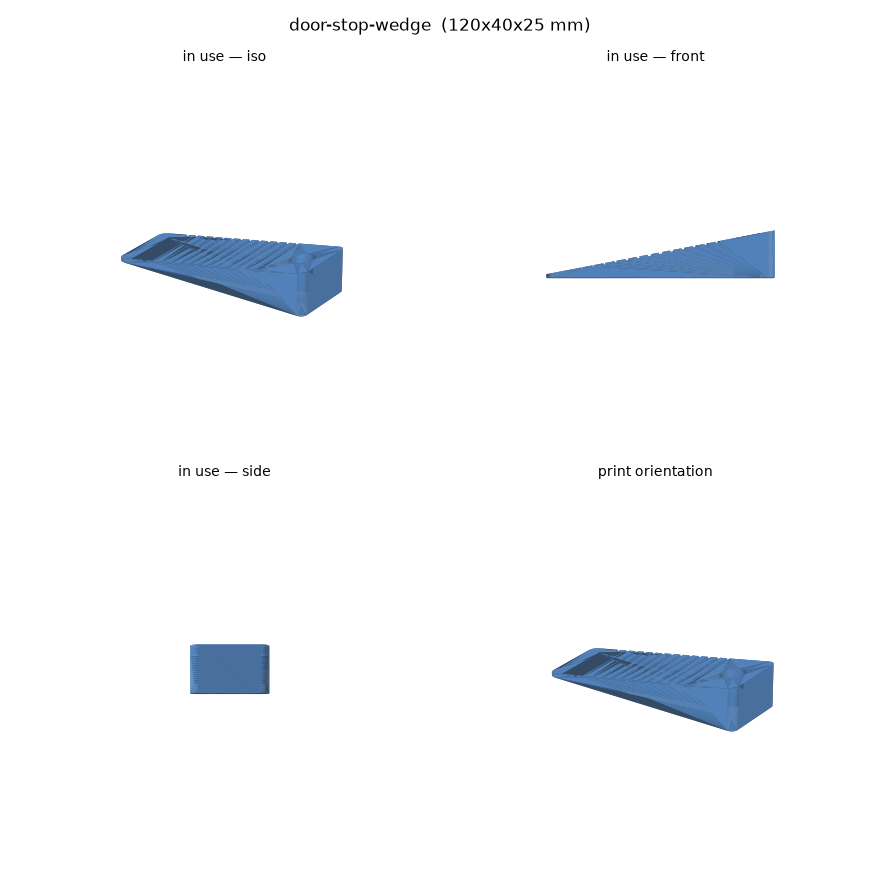 door-stop-wedge (120x40x25 mm)
in use — iso
in use — front
in use — side
print orientation